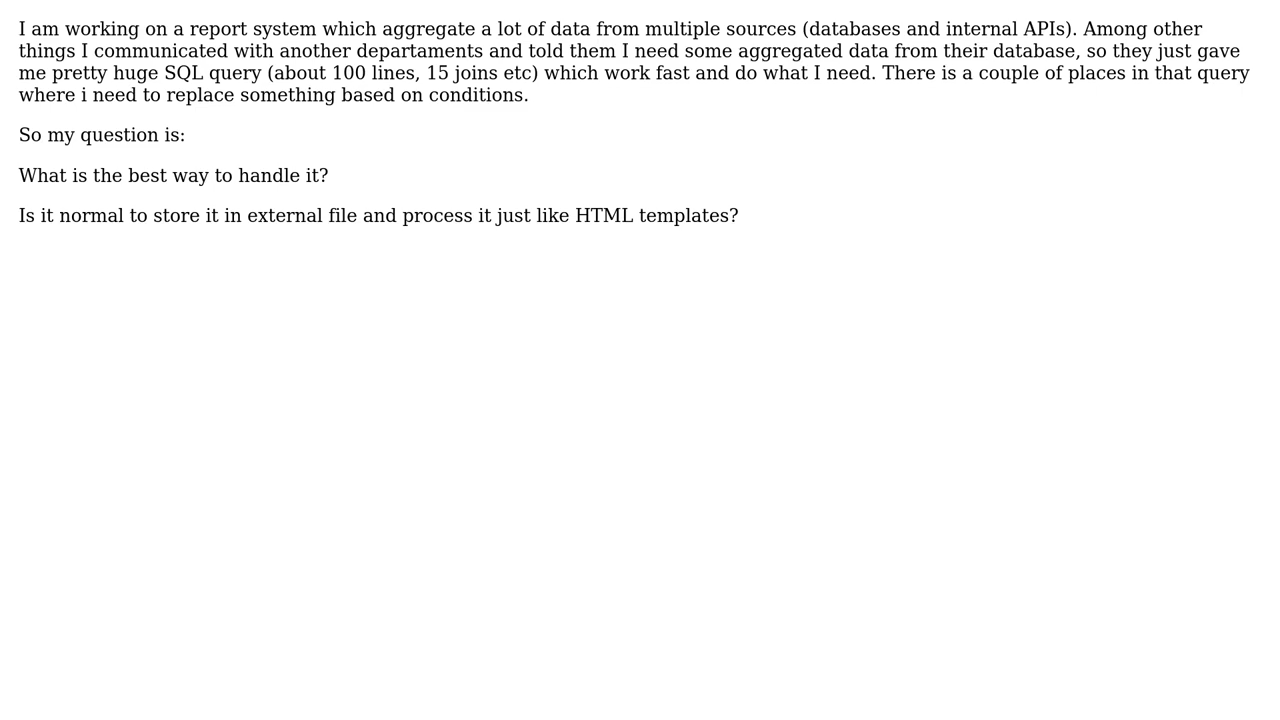 I am working on a report system which aggregate a lot of data from multiple sources (databases and internal APIs). Among other
things I communicated with another departaments and told them I need some aggregated data from their database, so they just gave
me pretty huge SQL query (about 100 lines, 15 joins etc) which work fast and do what I need. There is a couple of places in that query
where i need to replace something based on conditions.
So my question is:
What is the best way to handle it?
Is it normal to store it in external file and process it just like HTML templates?